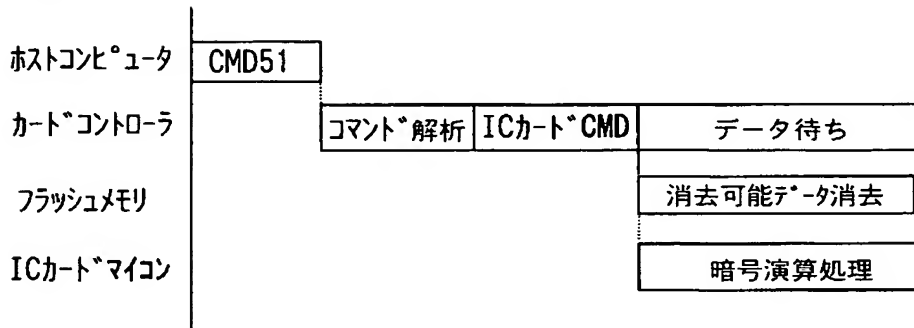 ホストコンピュータ CMD51
カードコントローラ コマンド解析 ICカードCMD データ待ち
フラッシュメモリ 消去可能データ消去
ICカードマイコン 暗号演算処理